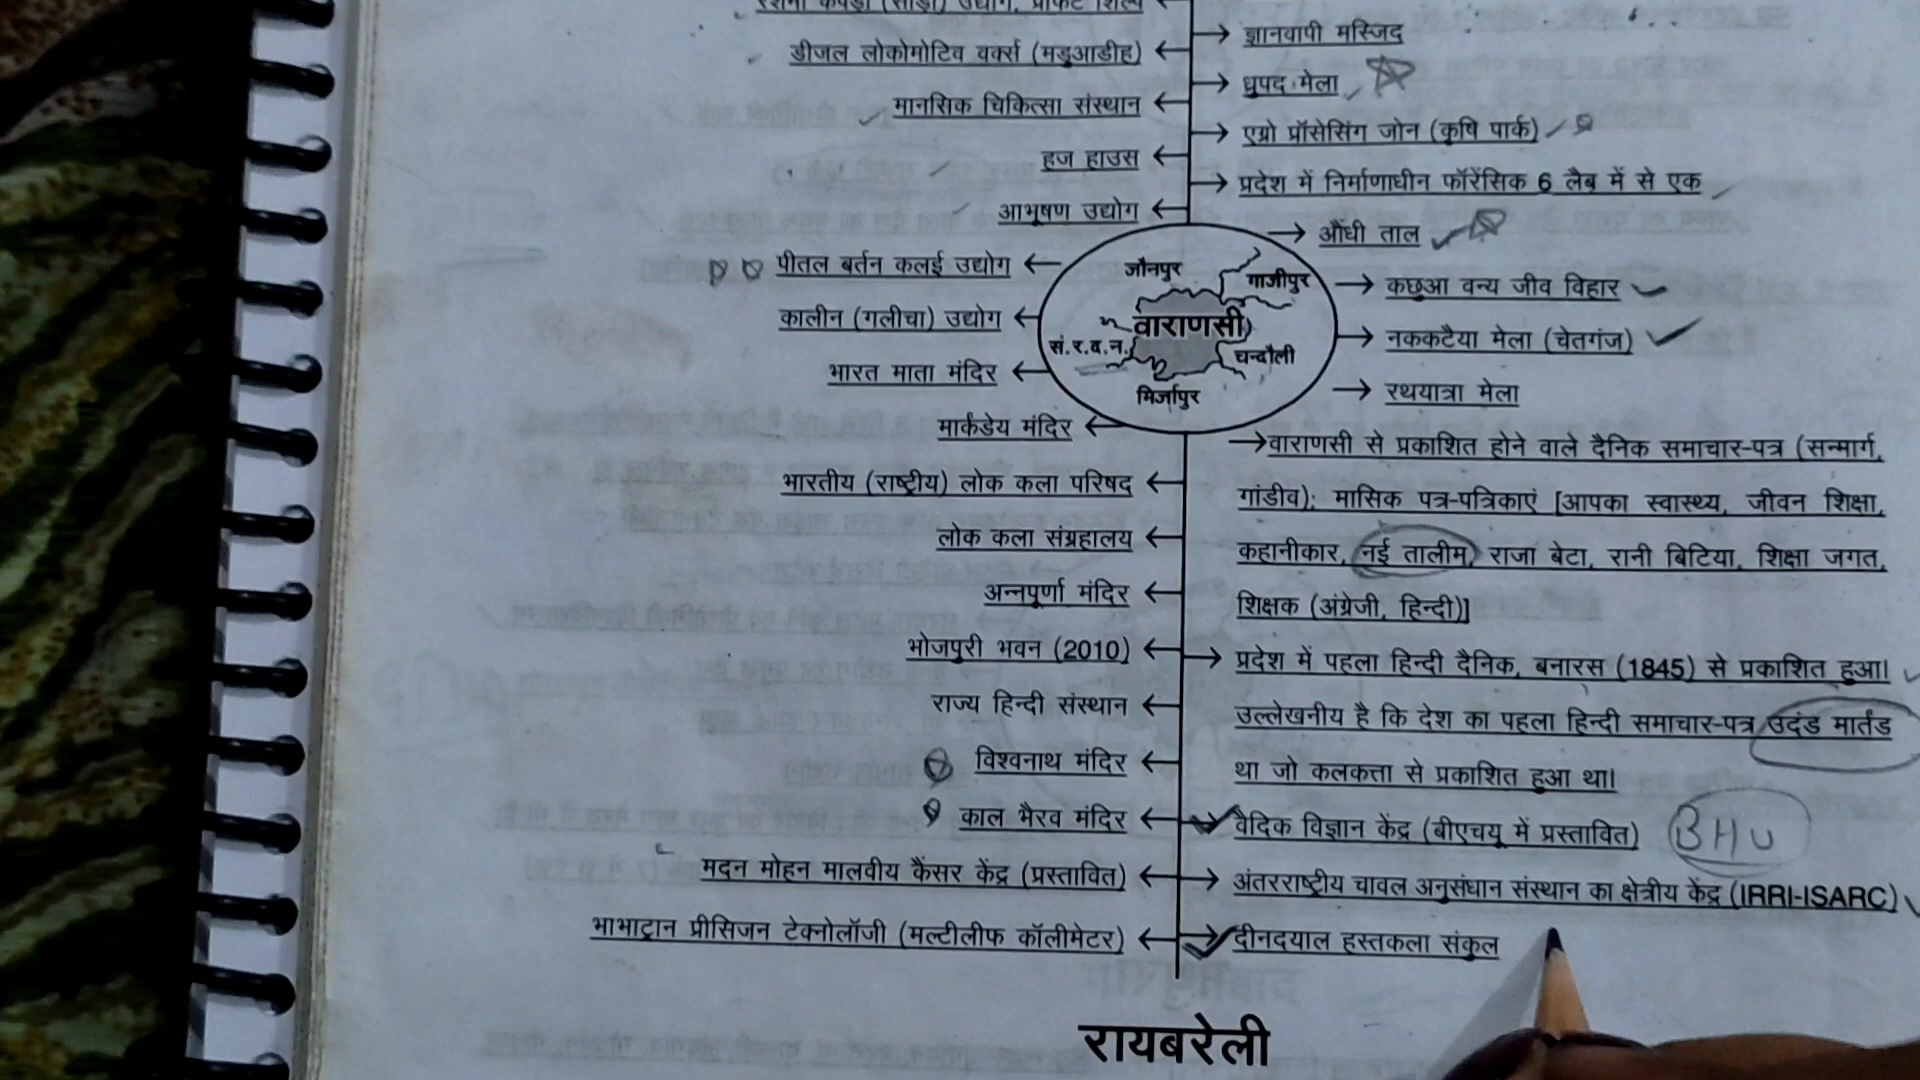 रेशमी कपड़ा (साड़ी) उद्योग, प्रिंट शिल्प
डीजल लोकोमोटिव वर्क्स (मडुआडीह)
मानसिक चिकित्सा संस्थान
हज हाउस
आभूषण उद्योग
पीतल बर्तन कलई उद्योग
कालीन (गलीचा) उद्योग
भारत माता मंदिर
मार्कंडेय मंदिर
भारतीय (राष्ट्रीय) लोक कला परिषद
लोक कला संग्रहालय
अन्नपूर्णा मंदिर
भोजपुरी भवन (2010)
राज्य हिन्दी संस्थान
विश्वनाथ मंदिर
काल भैरव मंदिर
मदन मोहन मालवीय कैंसर केंद्र (प्रस्तावित)
भाभाट्रान प्रीसिजन टेक्नोलॉजी (मल्टीलीफ कॉलीमेटर)
जौनपुर
गाजीपुर
वाराणसी
सं.र.व.न.
चन्दौली
मिर्जापुर
ज्ञानवापी मस्जिद
ध्रुपद मेला
एग्रो प्रॉसेसिंग जोन (कृषि पार्क)
प्रदेश में निर्माणाधीन फॉरेंसिक 6 लैब में से एक
औंधी ताल
कछुआ वन्य जीव विहार
नककटैया मेला (चेतगंज)
रथयात्रा मेला
वाराणसी से प्रकाशित होने वाले दैनिक समाचार-पत्र (सन्मार्ग,
गांडीव); मासिक पत्र-पत्रिकाएं [आपका स्वास्थ्य, जीवन शिक्षा,
कहानीकार, नई तालीम, राजा बेटा, रानी बिटिया, शिक्षा जगत,
शिक्षक (अंग्रेजी, हिन्दी)]
प्रदेश में पहला हिन्दी दैनिक, बनारस (1845) से प्रकाशित हुआ।
उल्लेखनीय है कि देश का पहला हिन्दी समाचार-पत्र उदंड मार्तंड
था जो कलकत्ता से प्रकाशित हुआ था।
वैदिक विज्ञान केंद्र (बीएचयू में प्रस्तावित) BHU
अंतरराष्ट्रीय चावल अनुसंधान संस्थान का क्षेत्रीय केंद्र (IRRI-ISARC)
दीनदयाल हस्तकला संकुल
रायबरेली